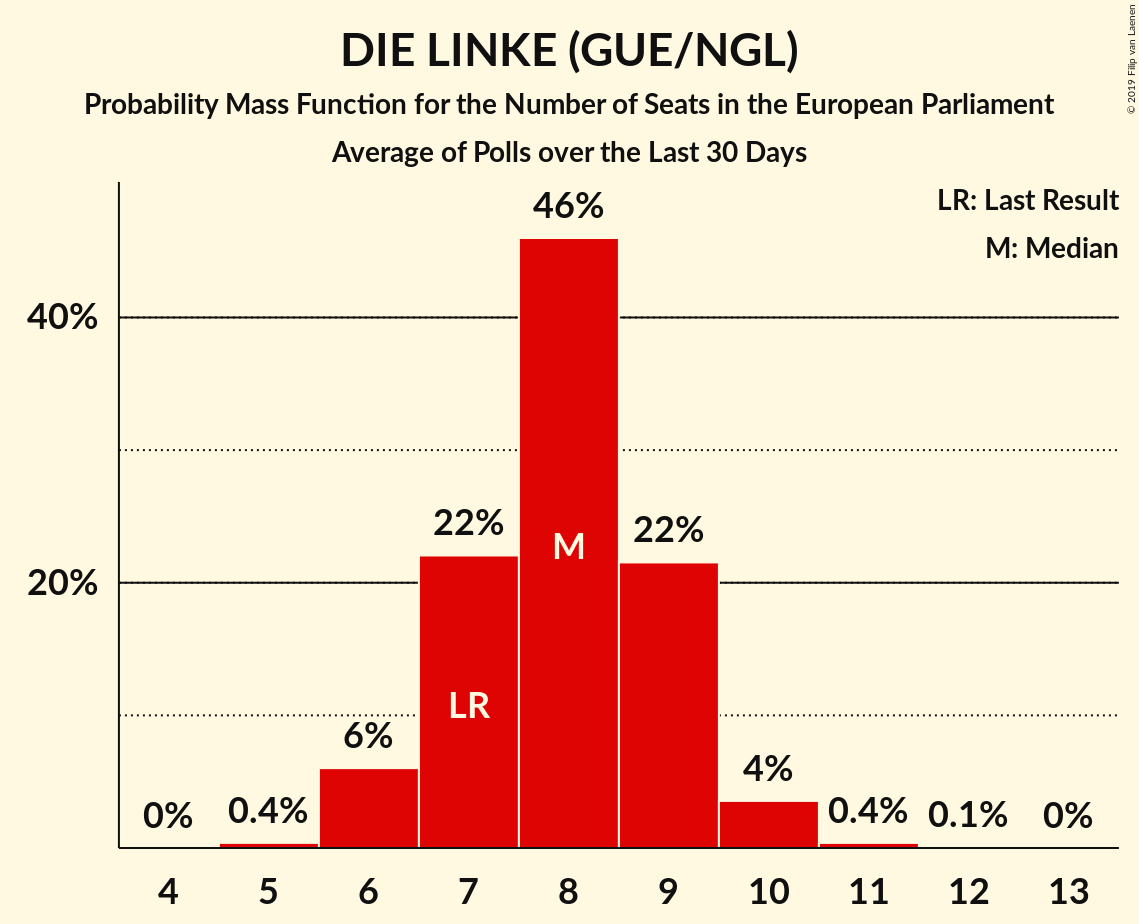 DIE LINKE (GUE/NGL)
Probability Mass Function for the Number of Seats in the European Parliament
Average of Polls over the Last 30 Days
© 2019 Filip van Laenen
LR: Last Result
M: Median
46%
40%
22%
22%
M
20%
LR
6%
4%
0%
0.4%
0.4%
0.1%
0%
4 5 6 7 8 9 10 11 12 13